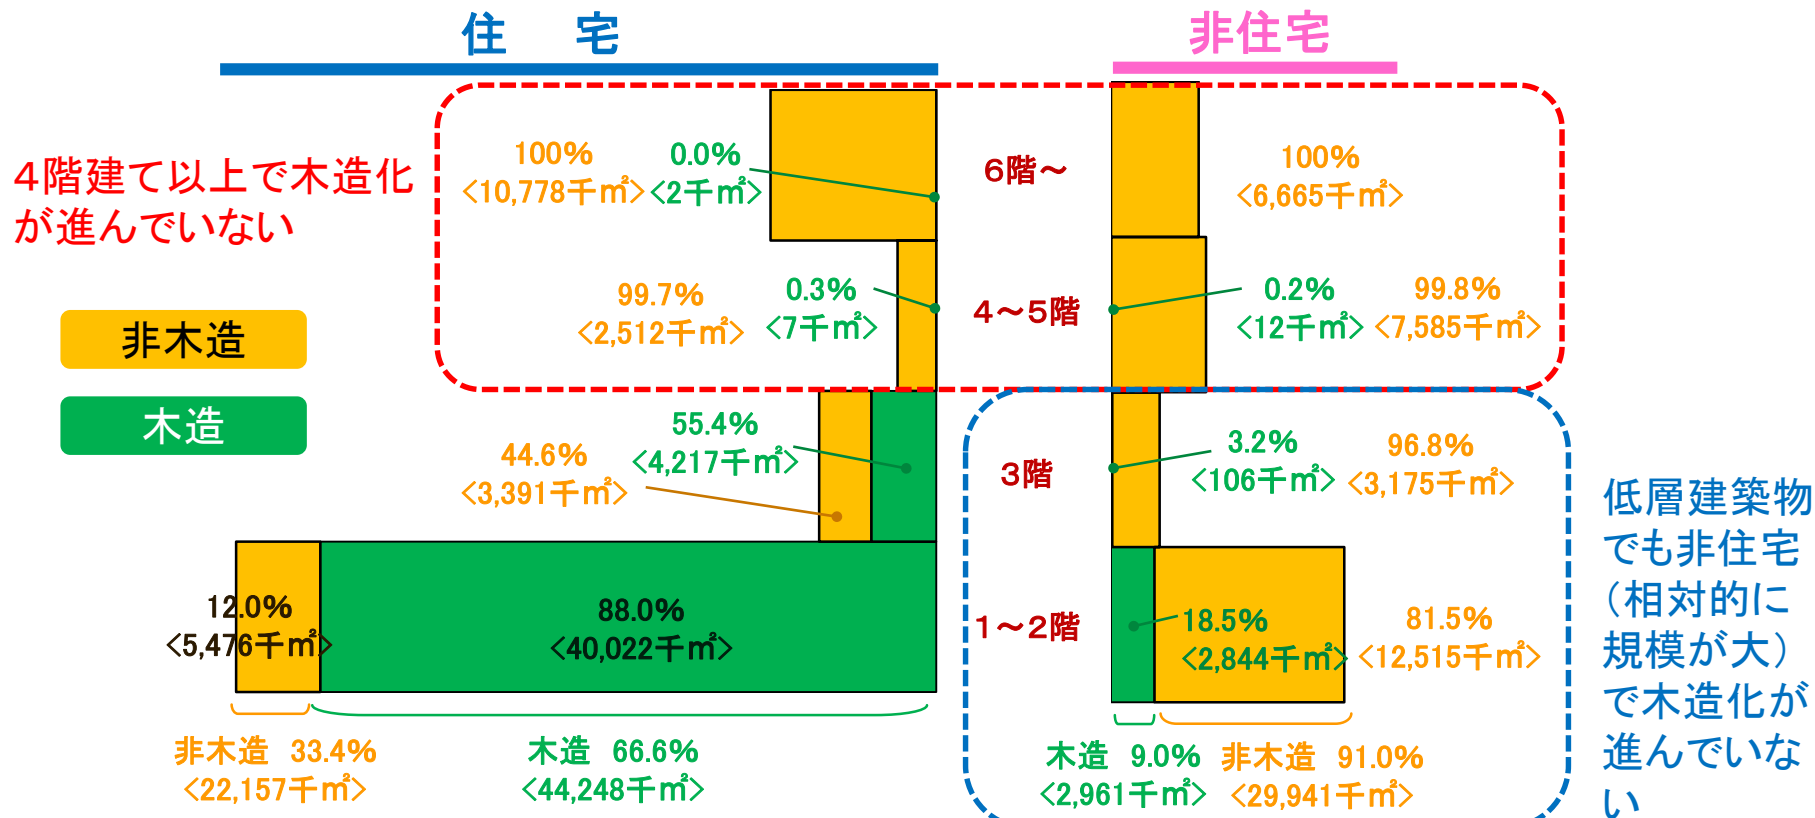 住　宅
非住宅
4階建て以上で木造化
が進んでいない
非木造
木造
100%
<10,778千㎡>
0.0%
<2千㎡>
6階～
100%
<6,665千㎡>
99.7%
<2,512千㎡>
0.3%
<7千㎡>
4～5階
0.2%
<12千㎡>
99.8%
<7,585千㎡>
44.6%
<3,391千㎡>
55.4%
<4,217千㎡>
3階
3.2%
<106千㎡>
96.8%
<3,175千㎡>
12.0%
<5,476千㎡>
88.0%
<40,022千㎡>
1～2階
18.5%
<2,844千㎡>
81.5%
<12,515千㎡>
非木造 33.4%
<22,157千㎡>
木造 66.6%
<44,248千㎡>
木造 9.0%
<2,961千㎡>
非木造 91.0%
<29,941千㎡>
低層建築物
でも非住宅
（相対的に
規模が大）
で木造化が
進んでいな
い